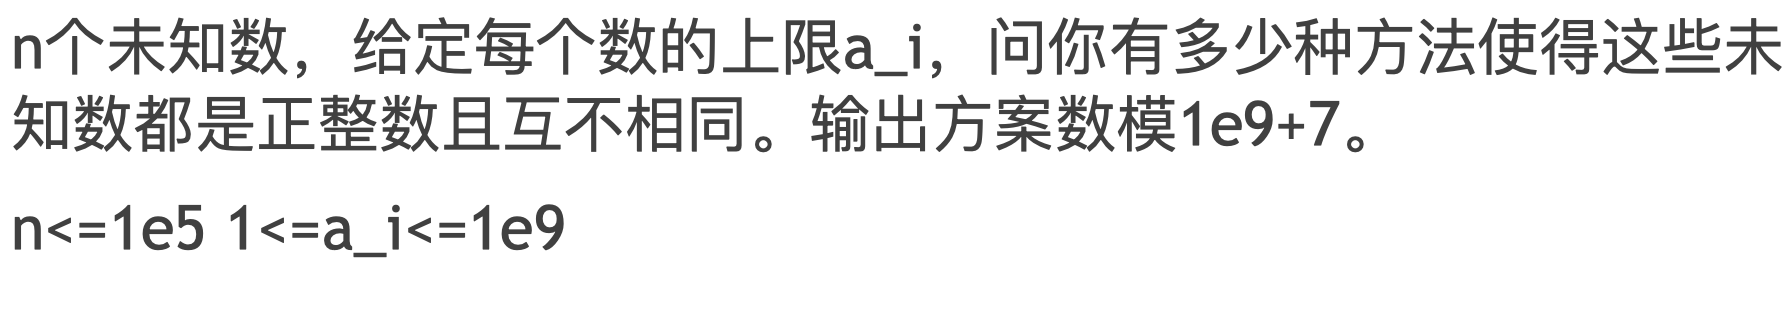 n个未知数，给定每个数的上限a_i，问你有多少种方法使得这些未
知数都是正整数且互不相同。输出方案数模1e9+7。
n<=1e5 1<=a_i<=1e9